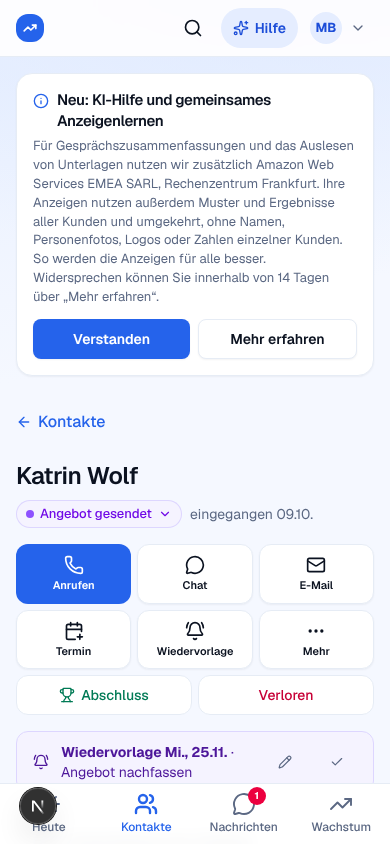 Hilfe
MB
Neu: KI-Hilfe und gemeinsames
Anzeigenlernen
Für Gesprächszusammenfassungen und das Auslesen
von Unterlagen nutzen wir zusätzlich Amazon Web
Services EMEA SARL, Rechenzentrum Frankfurt. Ihre
Anzeigen nutzen außerdem Muster und Ergebnisse
aller Kunden und umgekehrt, ohne Namen,
Personenfotos, Logos oder Zahlen einzelner Kunden.
So werden die Anzeigen für alle besser.
Widersprechen können Sie innerhalb von 14 Tagen
über „Mehr erfahren“.
Verstanden
Mehr erfahren
Kontakte
Katrin Wolf
Angebot gesendet
eingegangen 09.10.
Anrufen
Chat
E-Mail
Termin
Wiedervorlage
Mehr
Abschluss
Verloren
Wiedervorlage Mi., 25.11. ·
Angebot nachfassen
N
1
Heute
Kontakte
Nachrichten
Wachstum